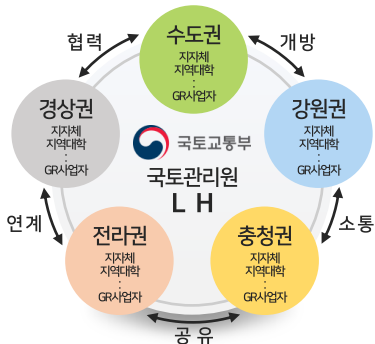 협력
수도권
지자체
지역대학
:
GR사업자
개방
경상권
지자체
지역대학
:
GR사업자
강원권
지자체
지역대학
:
GR사업자
국토교통부
국토관리원
L H
연계
전라권
지자체
지역대학
:
GR사업자
충청권
지자체
지역대학
:
GR사업자
소통
공유